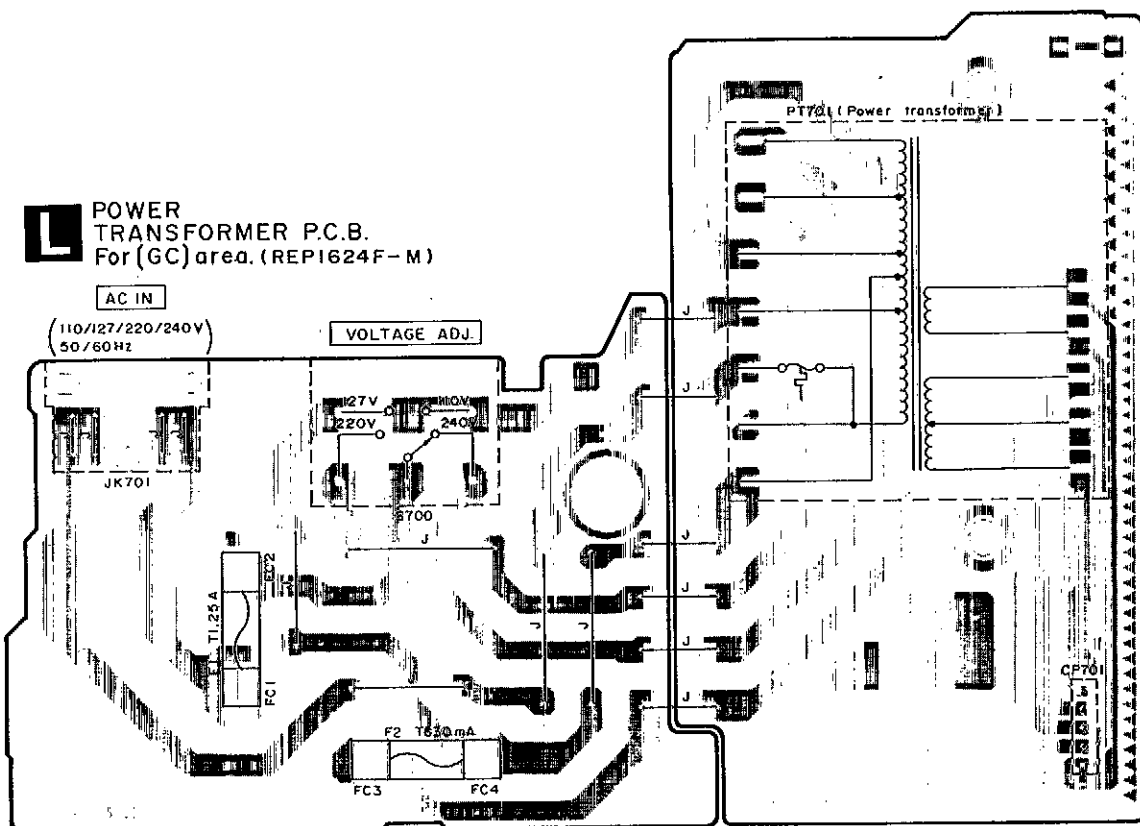 L
POWER
TRANSFORMER P.C.B.
For (GC) area. (REP1624F-M)
AC IN
(110/127/220/240V)
50/60Hz
VOLTAGE ADJ.
127V 110V
220V 240V
S700
JK701
PT701 (Power transformer)
J
J
J
J
J
J
J
J
J
FC2
F1 T1.25A
FC1
F2 T630mA
FC3 FC4
CP701